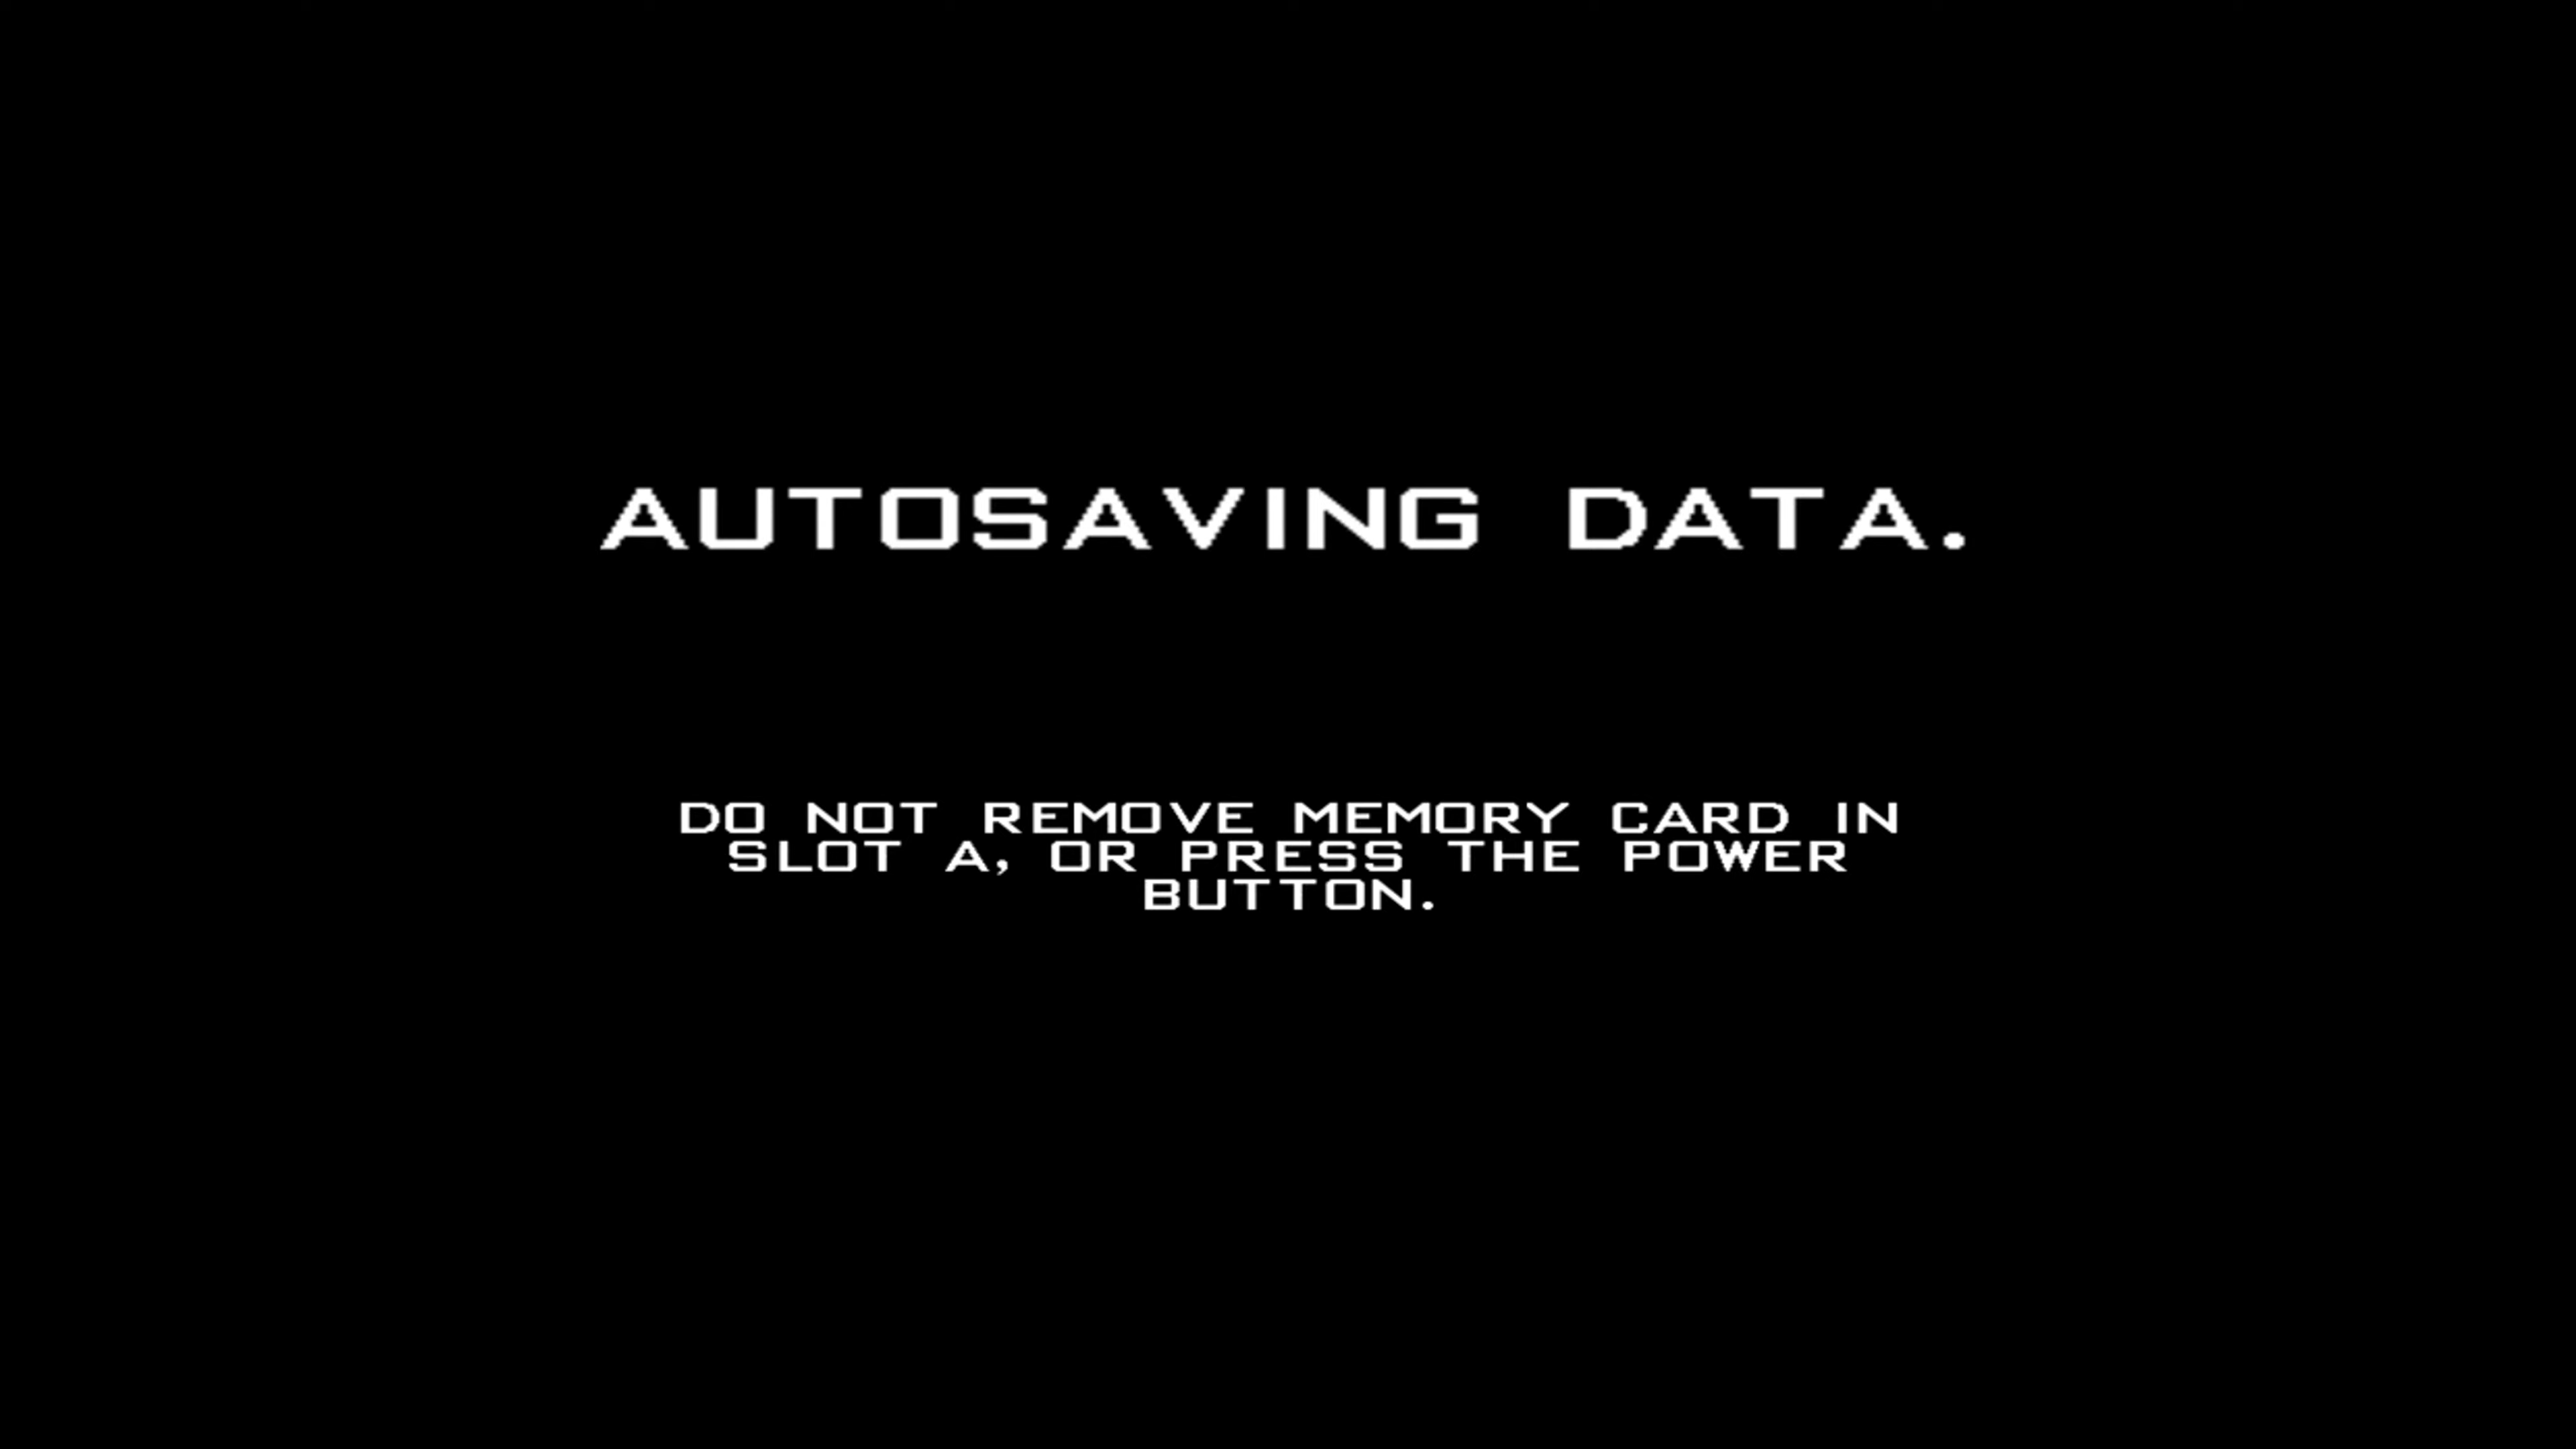 AUTOSAVING DATA.
DO NOT REMOVE MEMORY CARD IN
SLOT A, OR PRESS THE POWER
BUTTON.